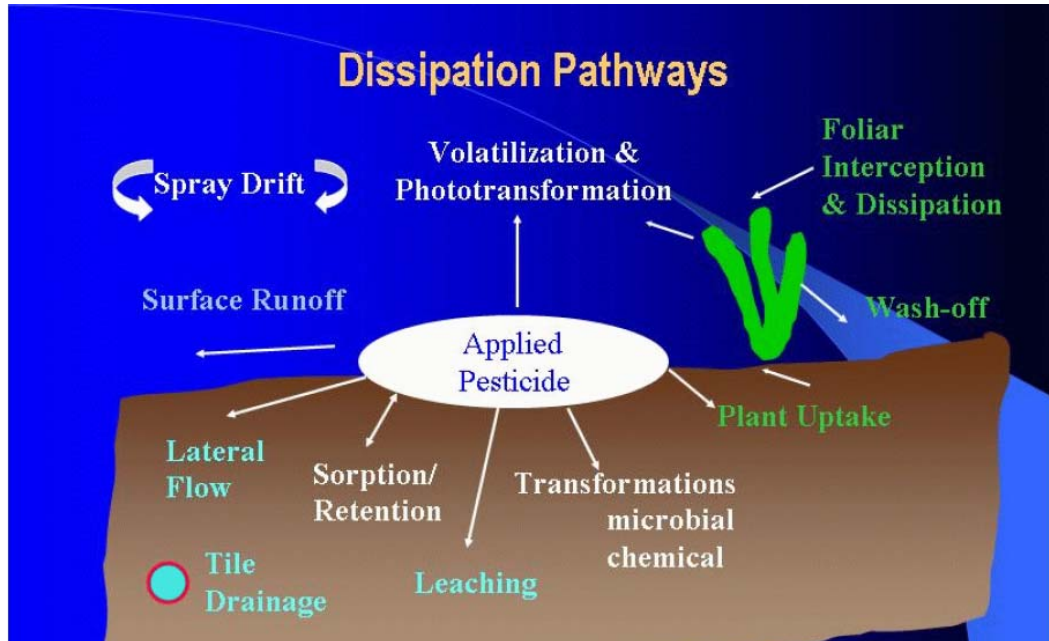 Dissipation Pathways
Volatilization &
Phototransformation
Foliar
Interception
& Dissipation
Spray Drift
Surface Runoff
Wash-off
Applied
Pesticide
Plant Uptake
Lateral
Flow
Sorption/
Retention
Transformations
microbial
chemical
Tile
Drainage
Leaching